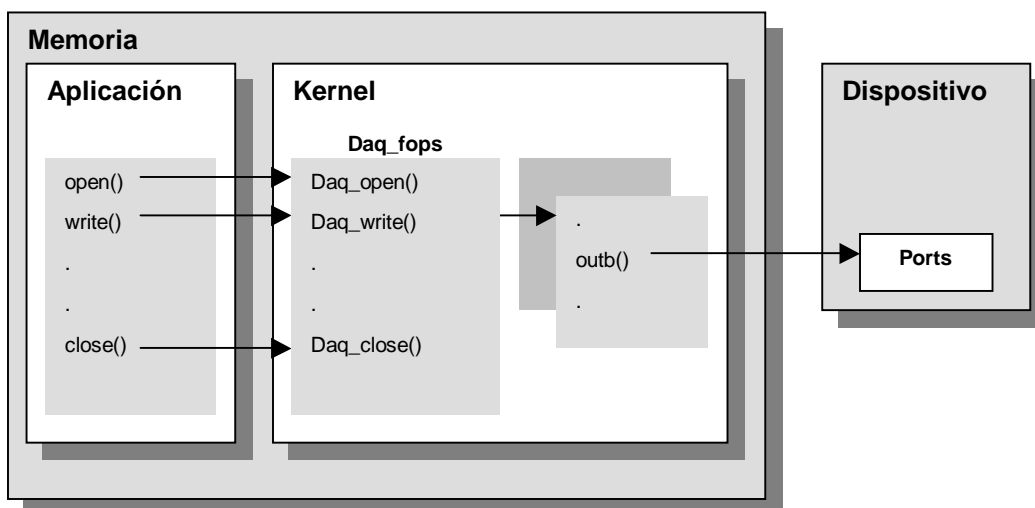 Memoria
Aplicación
Kernel
Dispositivo
Daq_fops
open()
write()
.
.
close()
Daq_open()
Daq_write()
.
.
Daq_close()
.
outb()
.
Ports